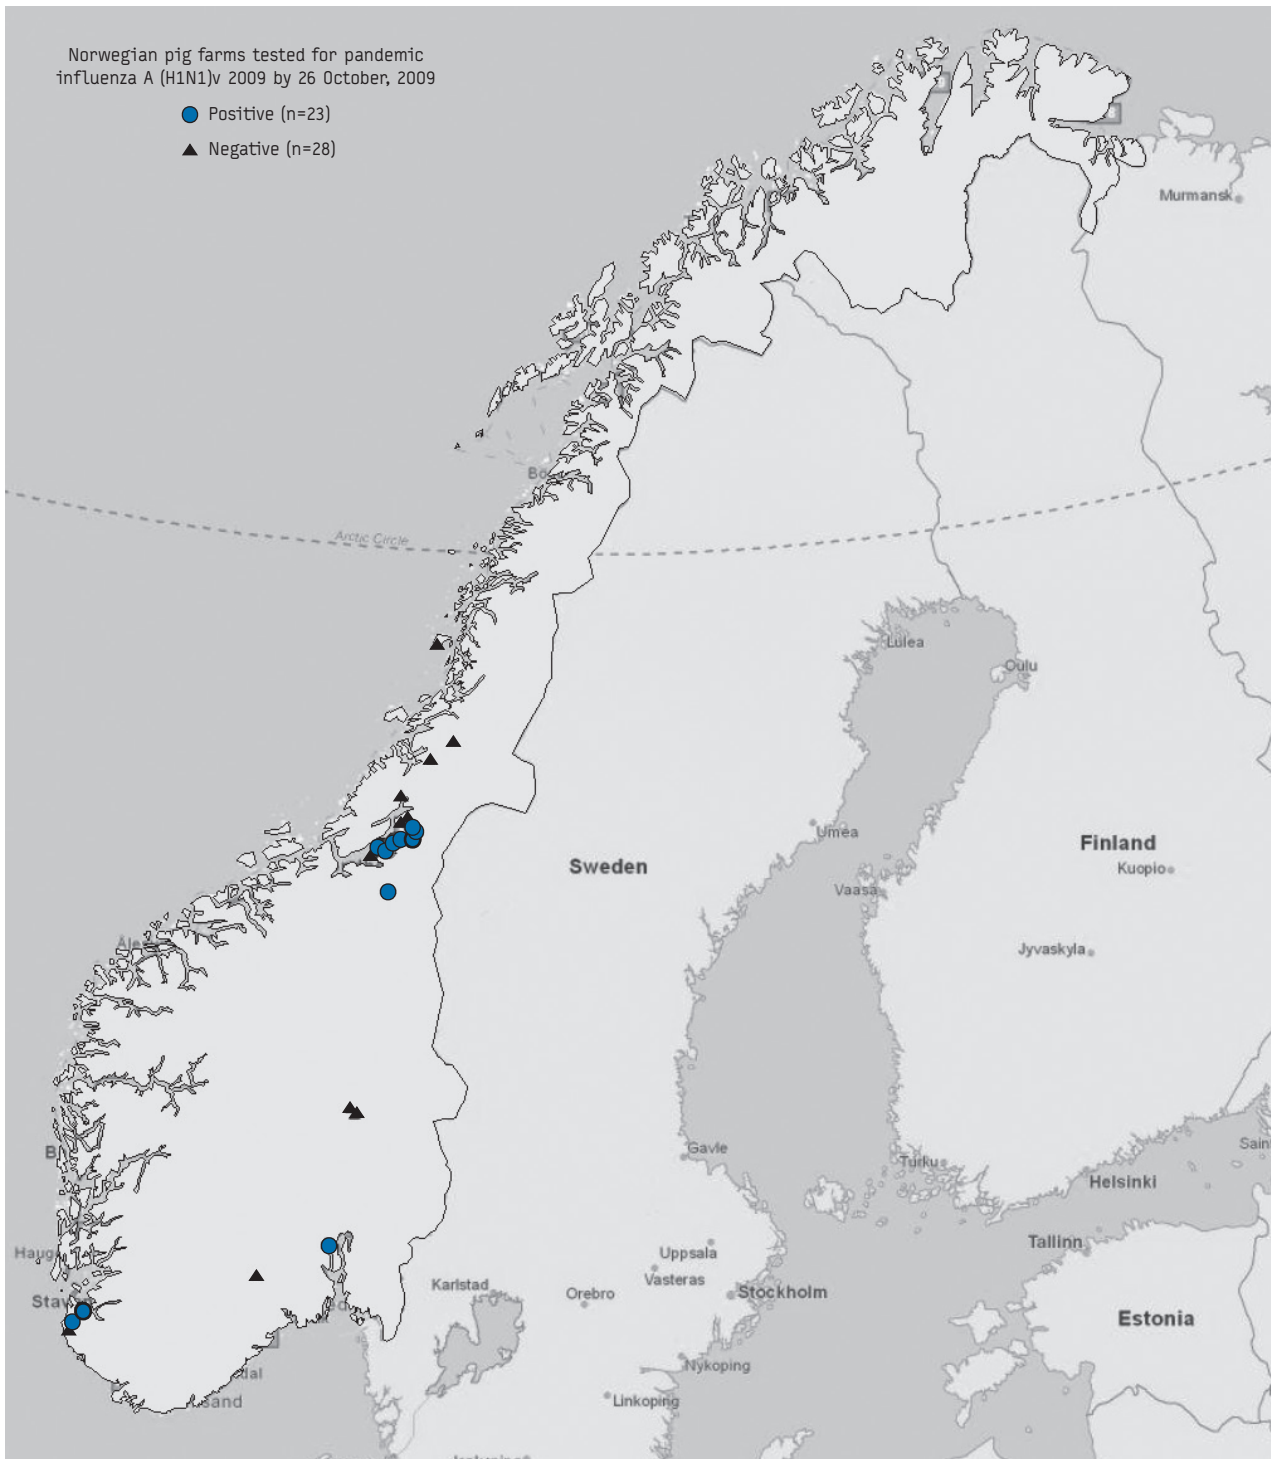 Norwegian pig farms tested for pandemic
influenza A (H1N1)v 2009 by 26 October, 2009
Positive (n=23)
Negative (n=28)
Murmansk
Arctic Circle
Lulea
Oulu
Umea
Sweden
Finland
Kuopio
Vaasa
Jyvaskyla
Gavle
Turku
Helsinki
Tallinn
Uppsala
Vasteras
Karlstad
Orebro
Stockholm
Estonia
Nykoping
Linkoping